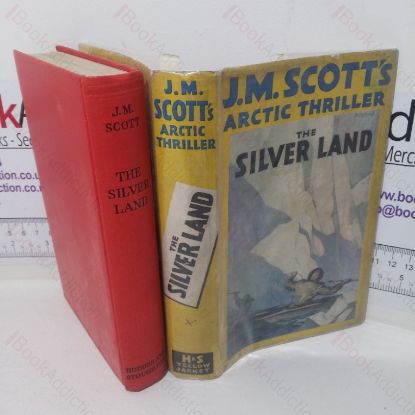 J.M.
SCOTT
THE
SILVER
LAND
HODDER AND
STOUGHTON
J.M.
SCOTT'S
ARCTIC
THRILLER
THE
SILVER LAND
H&S
YELLOW
JACKET
J.M. SCOTT'S
ARCTIC THRILLER
THE
SILVER LAND